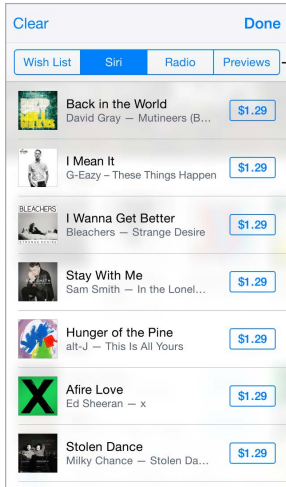 Clear Done
Wish List Siri Radio Previews
Back in the World
David Gray — Mutineers (B... $1.29
I Mean It
G-Eazy – These Things Happen $1.29
BLEACHERS
I Wanna Get Better
Bleachers — Strange Desire $1.29
STRANGE DESIRE
Stay With Me
Sam Smith — In the Lonel... $1.29
Hunger of the Pine
alt-J — This Is All Yours $1.29
Afire Love
Ed Sheeran — x $1.29
Stolen Dance
Milky Chance — Stolen Da... $1.29